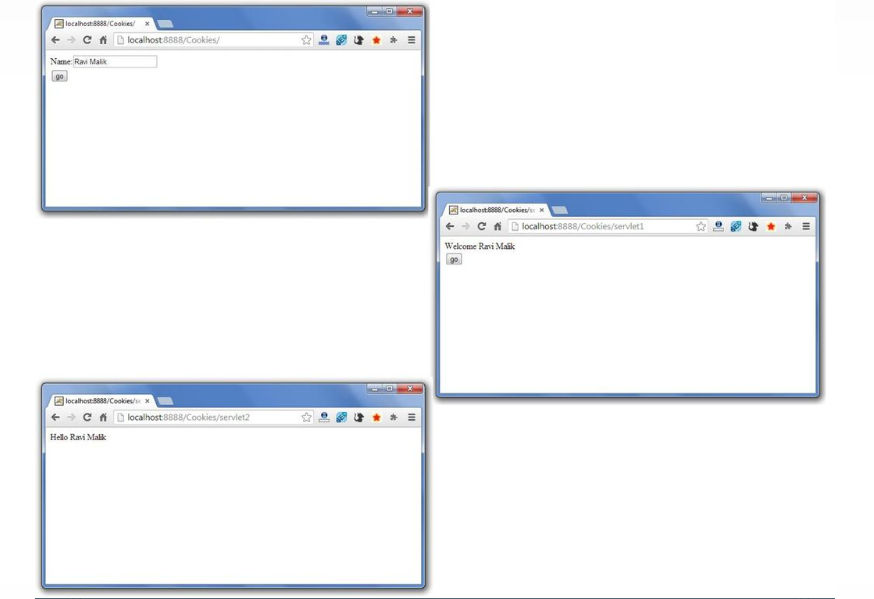 localhost:8888/Cookies/
localhost:8888/Cookies/
Name: Ravi Malik
go
localhost:8888/Cookies/se
localhost:8888/Cookies/servlet1
Welcome Ravi Malik
go
localhost:8888/Cookies/se
localhost:8888/Cookies/servlet2
Hello Ravi Malik